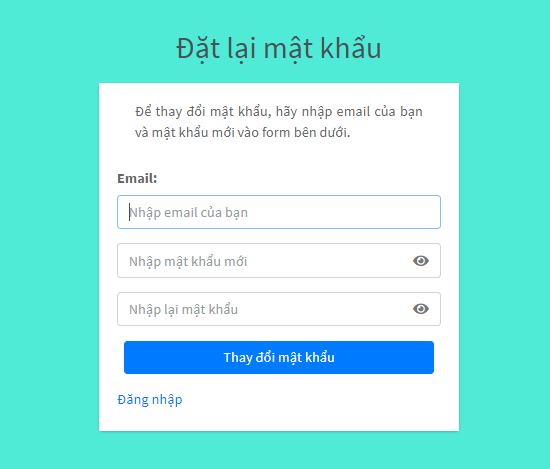 Đặt lại mật khẩu
Để thay đổi mật khẩu, hãy nhập email của bạn
và mật khẩu mới vào form bên dưới.
Email:
Nhập email của bạn
Nhập mật khẩu mới
Nhập lại mật khẩu
Thay đổi mật khẩu
Đăng nhập